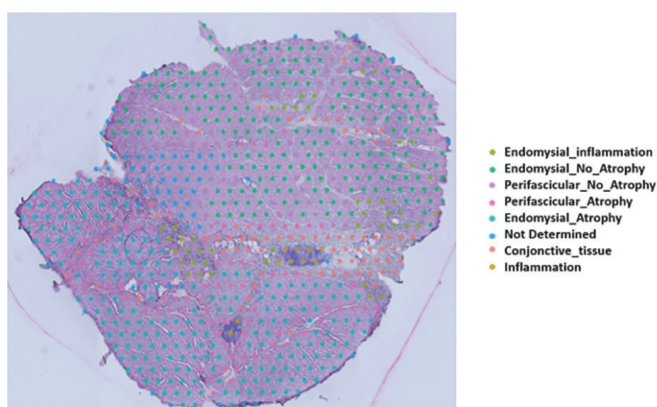 Endomysial_inflammation
Endomysial_No_Atrophy
Perifascicular_No_Atrophy
Perifascicular_Atrophy
Endomysial_Atrophy
Not Determined
Conjonctive_tissue
Inflammation